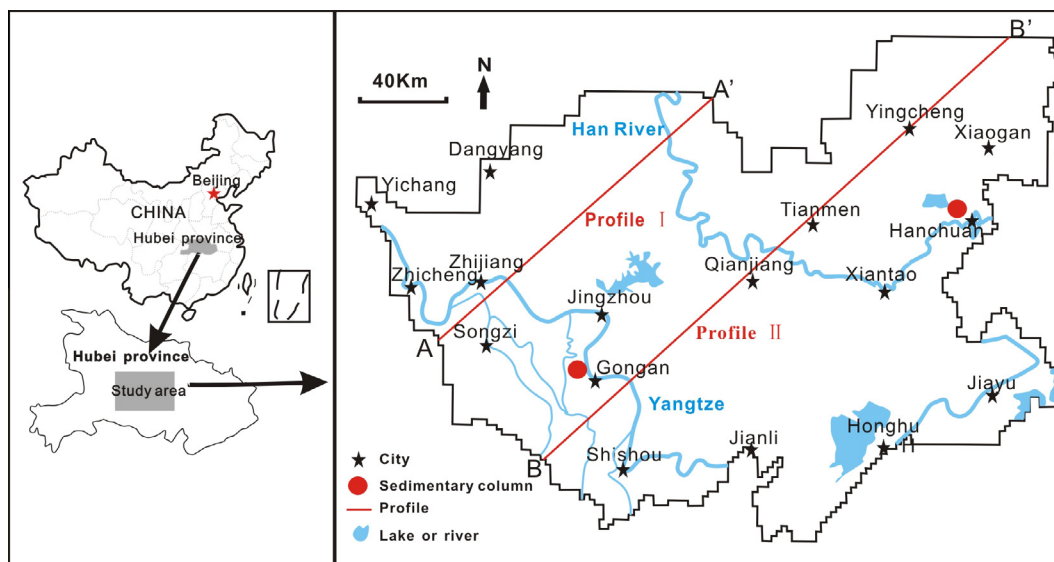 Beijing
CHINA
Hubei province
Hubei province
Study area
40Km
N
A'
B'
Han River
Yingcheng
Xiaogan
Dangyang
Yichang
Profile I
Tianmen
Hanchuan
Zhicheng
Zhijiang
Qianjiang
Xiantao
Jingzhou
Songzi
A
Profile II
Gongan
Yangtze
Jiayu
Honghu
Jianli
B
Shishou
City
Sedimentary column
Profile
Lake or river